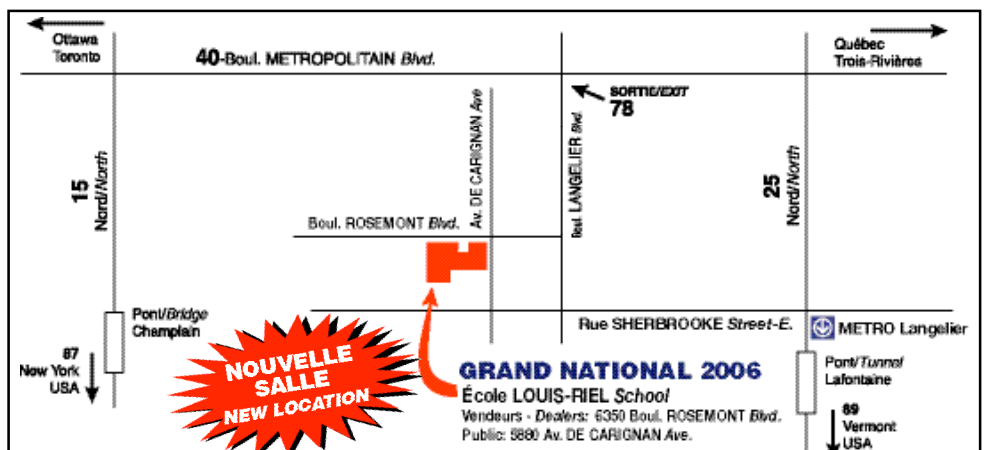 Ottawa
Toronto
40-Boul. METROPOLITAIN Blvd.
Québec
Trois-Rivières
SORTIE/EXIT
78
Av. DE CARIGNAN Ave
Boul. LANGELIER Blvd.
15
Nord/North
25
Nord/North
Boul. ROSEMONT Blvd.
Pont/Bridge
Champlain
Rue SHERBROOKE Street-E.
METRO Langelier
87
New York
USA
NOUVELLE
SALLE
NEW LOCATION
Pont/Tunnel
Lafontaine
GRAND NATIONAL 2006
École LOUIS-RIEL School
Vendeurs - Dealers: 6350 Boul. ROSEMONT Blvd.
Public: 5880 Av. DE CARIGNAN Ave.
89
Vermont
USA